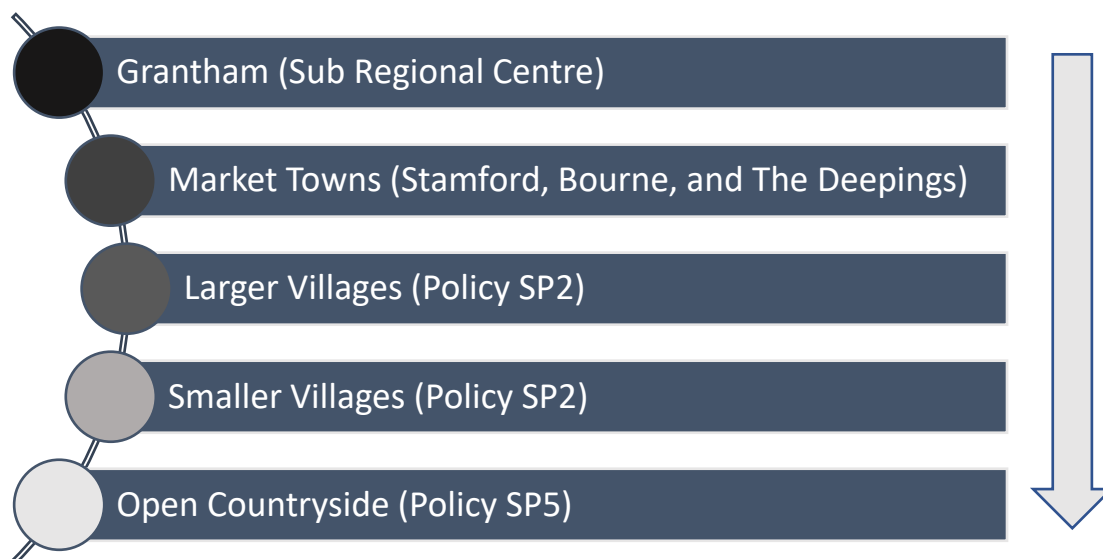 Grantham (Sub Regional Centre)
Market Towns (Stamford, Bourne, and The Deepings)
Larger Villages (Policy SP2)
Smaller Villages (Policy SP2)
Open Countryside (Policy SP5)